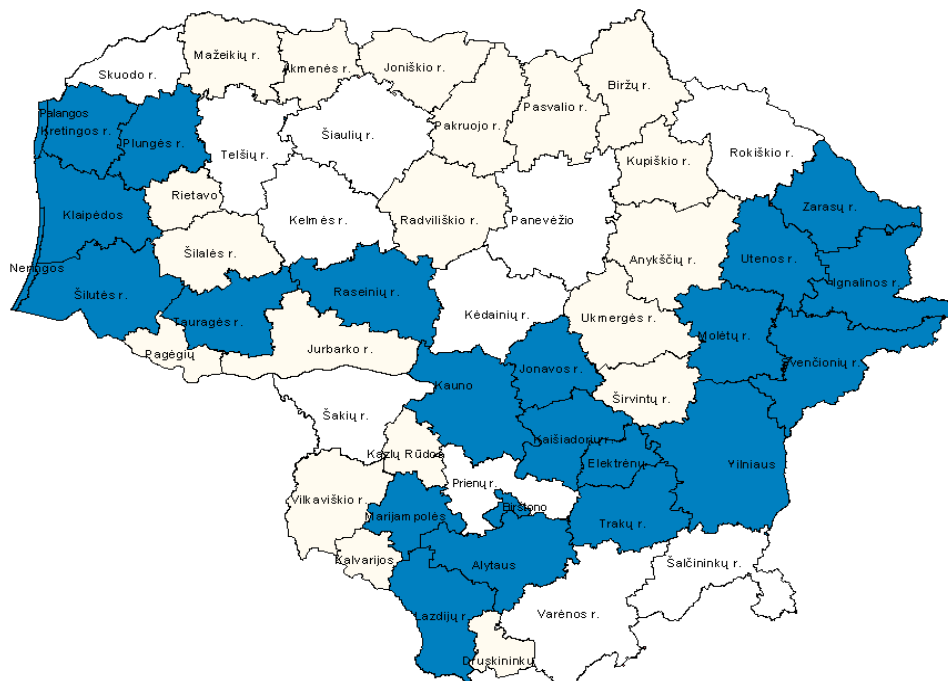 Mažeikių r.
Akmenės r.
Joniškio r.
Skuodo r.
Biržų r.
Pasvalio r.
Palangos
Kretingos r.
Pakruojo r.
Plungės r.
Šiaulių r.
Telšių r.
Kupiškio r.
Rokiškio r.
Rietavo
Klaipėdos
Kelmės r.
Radviliškio r.
Panevėžio
Zarasų r.
Šilalės r.
Anykščių r.
Utenos r.
Neringos
Ignalinos r.
Šilutės r.
Raseinių r.
Tauragės r.
Kėdainių r.
Ukmergės r.
Molėtų r.
Pagėgių
Jurbarko r.
Švenčionių r.
Jonavos r.
Kauno
Širvintų r.
Šakių r.
Kaišiadorių r.
Kazlų Rūdos
Elektrėnų
Vilniaus
Prienų r.
Vilkaviškio r.
Birštono
Marijampolės
Trakų r.
Kalvarijos
Alytaus
Šalčininkų r.
Lazdijų r.
Varėnos r.
Druskininkų